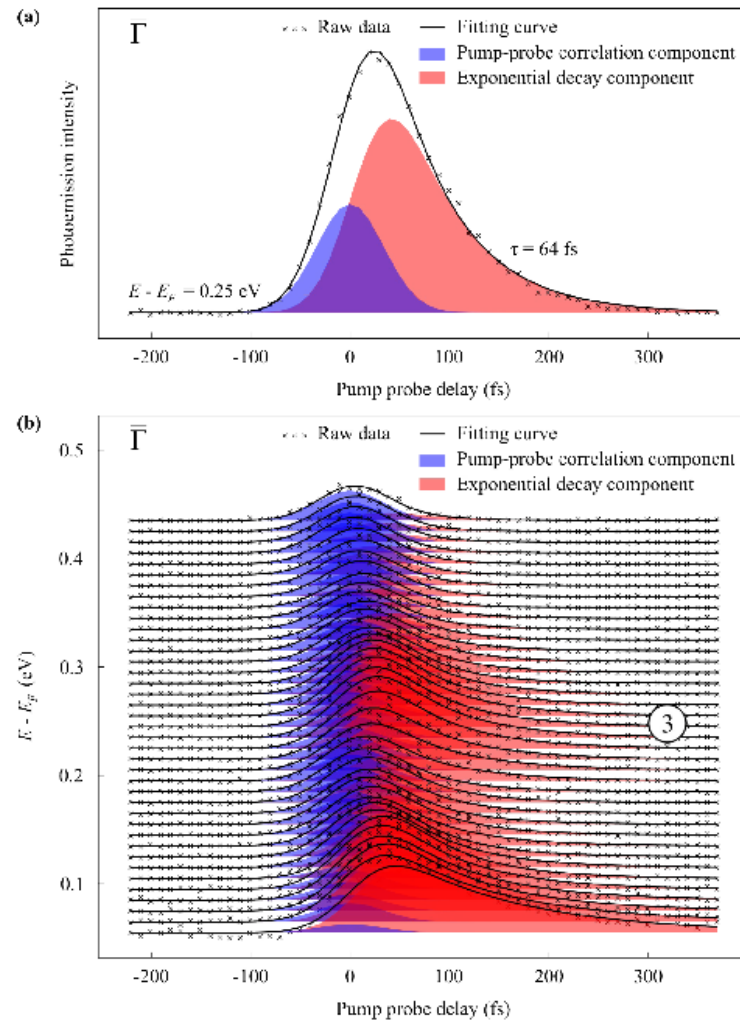 (a)
Γ
××× Raw data
Fitting curve
Pump-probe correlation component
Exponential decay component
Photoemission intensity
τ = 64 fs
E - E_F = 0.25 eV
-200 -100 0 100 200 300
Pump probe delay (fs)
(b)
Γ̅
××× Raw data
Fitting curve
Pump-probe correlation component
Exponential decay component
0.5
0.4
0.3
0.2
0.1
E - E_F (eV)
3
-200 -100 0 100 200 300
Pump probe delay (fs)